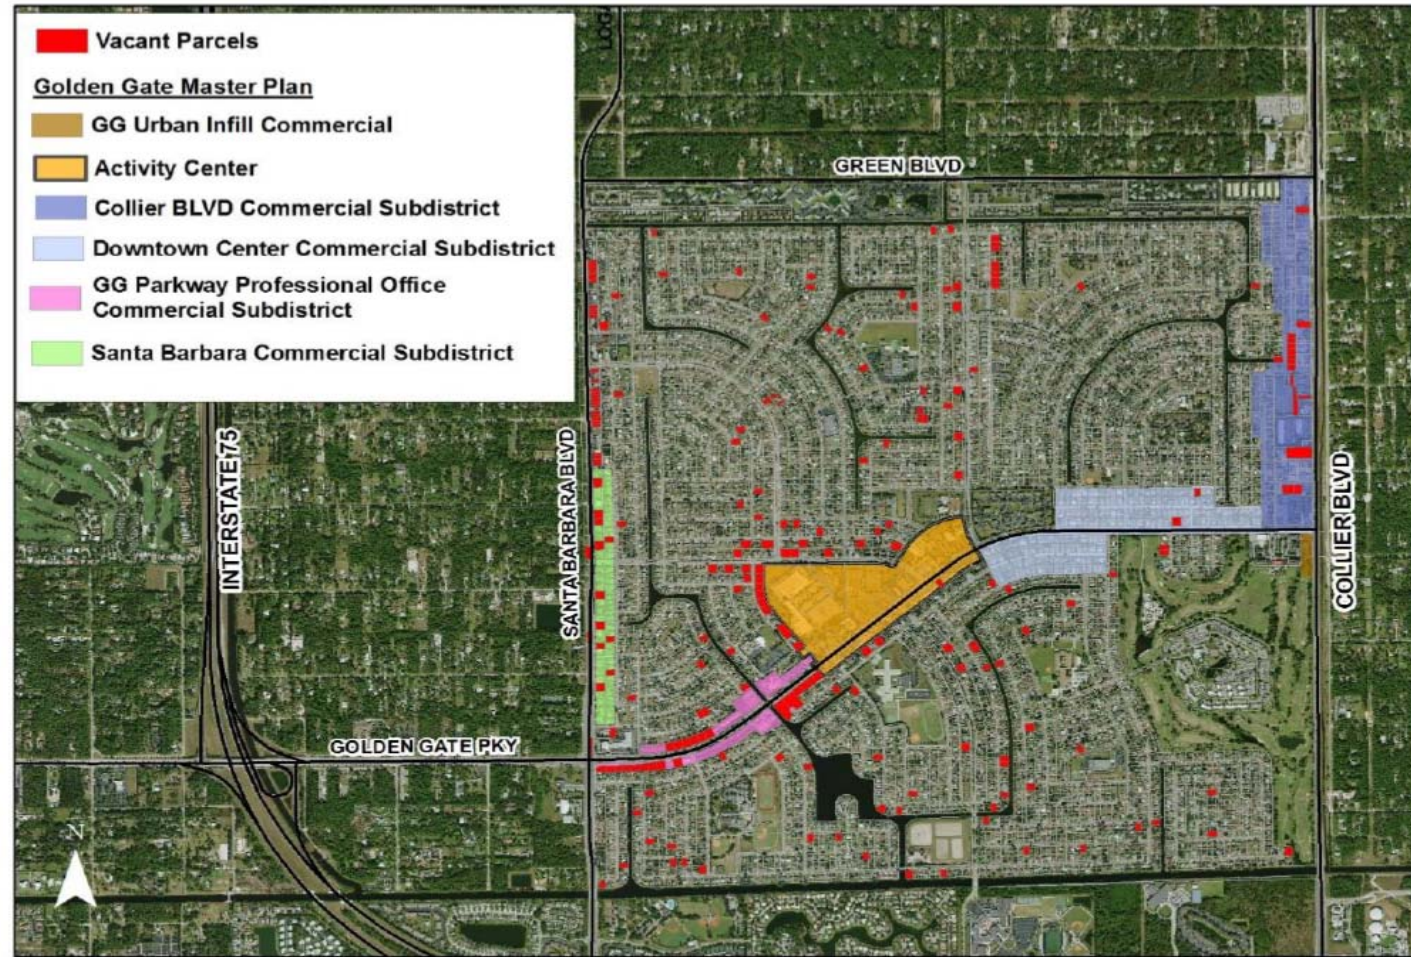 Vacant Parcels
Golden Gate Master Plan
GG Urban Infill Commercial
Activity Center
Collier BLVD Commercial Subdistrict
Downtown Center Commercial Subdistrict
GG Parkway Professional Office
Commercial Subdistrict
Santa Barbara Commercial Subdistrict
GREEN BLVD
INTERSTATE 75
SANTA BARBARA BLVD
COLLIER BLVD
GOLDEN GATE PKY
N